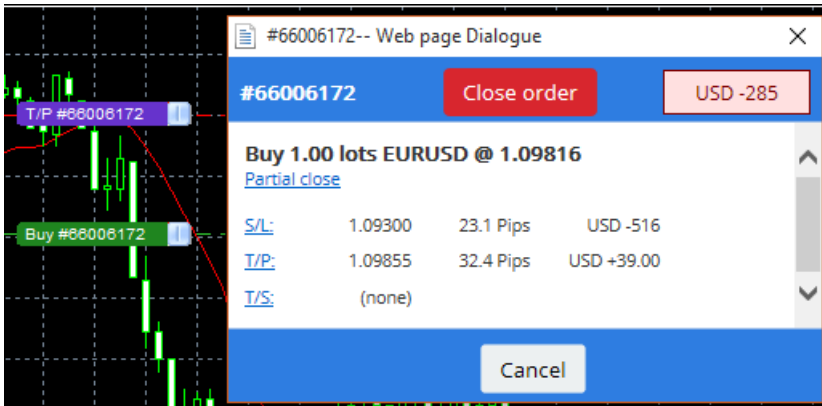 #66006172-- Web page Dialogue
#66006172 Close order USD -285
T/P #66006172
Buy 1.00 lots EURUSD @ 1.09816
Partial close
Buy #66006172
S/L: 1.09300 23.1 Pips USD -516
T/P: 1.09855 32.4 Pips USD +39.00
T/S: (none)
Cancel